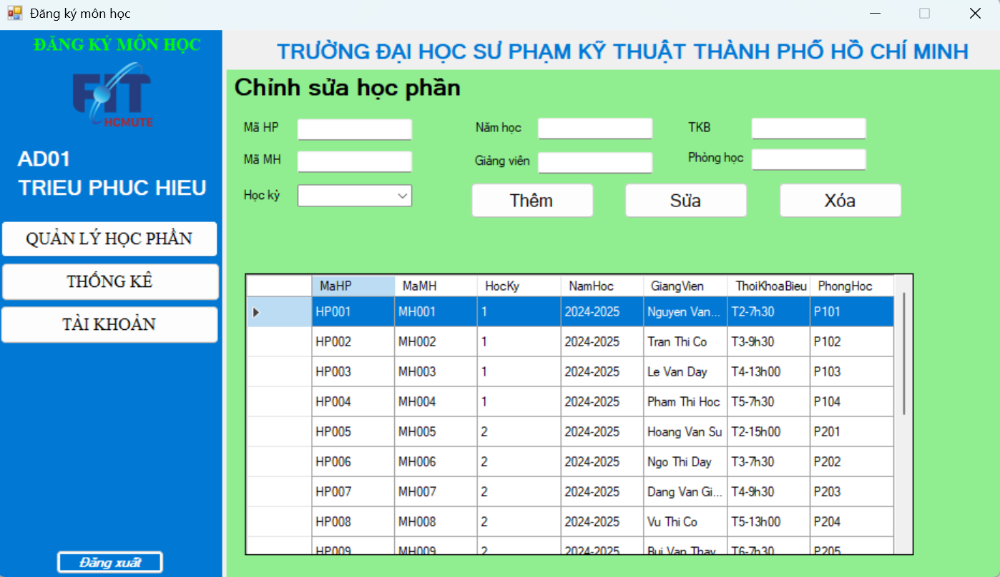 Đăng ký môn học
ĐĂNG KÝ MÔN HỌC
FIT
HCMUTE
AD01
TRIEU PHUC HIEU
QUẢN LÝ HỌC PHẦN
THỐNG KÊ
TÀI KHOẢN
Đăng xuất
TRƯỜNG ĐẠI HỌC SƯ PHẠM KỸ THUẬT THÀNH PHỐ HỒ CHÍ MINH
Chỉnh sửa học phần
Mã HP Năm học TKB
Mã MH Giảng viên Phòng học
Học kỳ Thêm Sửa Xóa
MaHP MaMH HocKy NamHoc GiangVien ThoiKhoaBieu PhongHoc
HP001 MH001 1 2024-2025 Nguyen Van... T2-7h30 P101
HP002 MH002 1 2024-2025 Tran Thi Co T3-9h30 P102
HP003 MH003 1 2024-2025 Le Van Day T4-13h00 P103
HP004 MH004 1 2024-2025 Pham Thi Hoc T5-7h30 P104
HP005 MH005 2 2024-2025 Hoang Van Su T2-15h00 P201
HP006 MH006 2 2024-2025 Ngo Thi Day T3-7h30 P202
HP007 MH007 2 2024-2025 Dang Van Gi... T4-9h30 P203
HP008 MH008 2 2024-2025 Vu Thi Co T5-13h00 P204
HP009 MH009 2 2024-2025 Bui Van Thay T6-7h30 P205